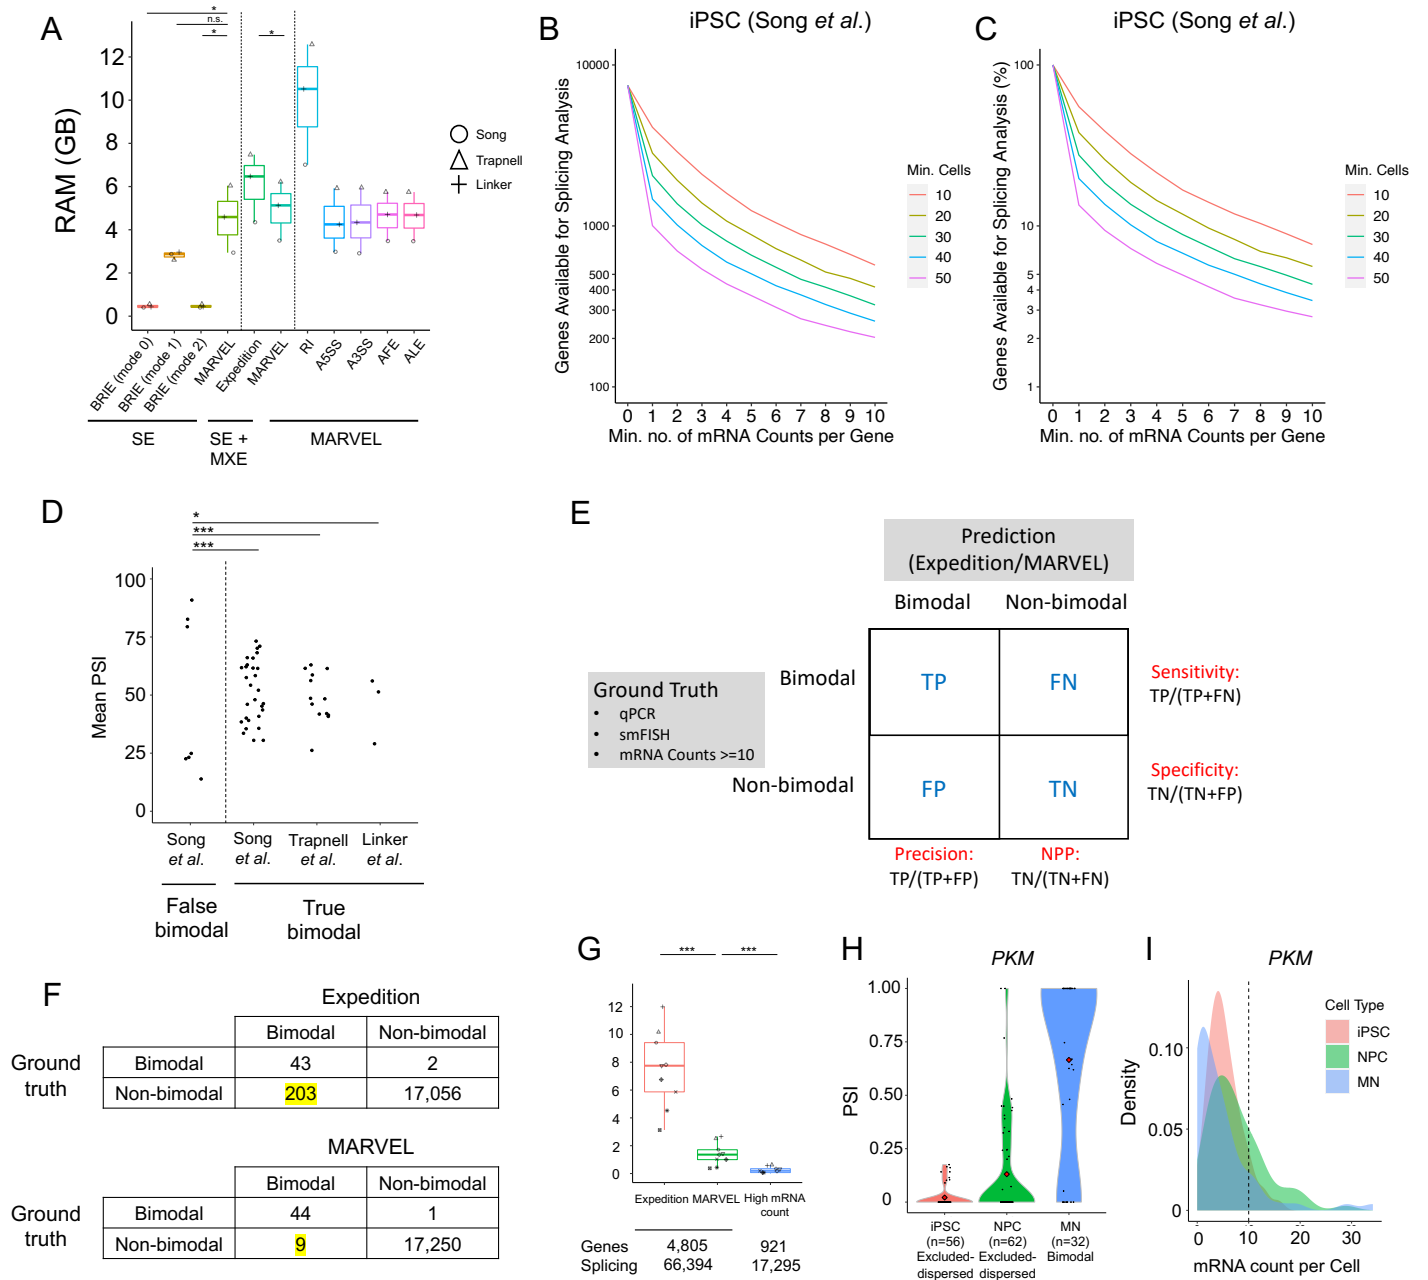 A
RAM (GB)
12
10
8
6
4
2
0
*
n.s.
*
*
Song
Trapnell
Linker
BRIE (mode 0)
BRIE (mode 1)
BRIE (mode 2)
MARVEL
Expedition
MARVEL
RI
A5SS
A3SS
AFE
ALE
SE
SE +
MXE
MARVEL
B
iPSC (Song et al.)
Genes Available for Splicing Analysis
10000
1000
500
400
300
200
100
0 1 2 3 4 5 6 7 8 9 10
Min. no. of mRNA Counts per Gene
Min. Cells
10
20
30
40
50
C
iPSC (Song et al.)
Genes Available for Splicing Analysis (%)
100
10
5
4
3
2
1
0 1 2 3 4 5 6 7 8 9 10
Min. no. of mRNA Counts per Gene
Min. Cells
10
20
30
40
50
D
*
***
***
Mean PSI
100
75
50
25
0
Song
et al.
Song
et al.
Trapnell
et al.
Linker
et al.
False
bimodal
True
bimodal
E
Prediction
(Expedition/MARVEL)
Bimodal Non-bimodal
Ground Truth
• qPCR
• smFISH
• mRNA Counts >=10
Bimodal
TP FN
Sensitivity:
TP/(TP+FN)
Non-bimodal
FP TN
Specificity:
TN/(TN+FP)
Precision:
TP/(TP+FP)
NPP:
TN/(TN+FN)
F
Expedition
Bimodal Non-bimodal
Ground
truth
Bimodal 43 2
Non-bimodal 203 17,056
MARVEL
Bimodal Non-bimodal
Ground
truth
Bimodal 44 1
Non-bimodal 9 17,250
G
*** ***
12
10
8
6
4
2
0
Expedition MARVEL High mRNA
count
Genes 4,805 921
Splicing 66,394 17,295
H
PKM
PSI
1.00
0.75
0.50
0.25
0
iPSC
(n=56)
Excluded-
dispersed
NPC
(n=62)
Excluded-
dispersed
MN
(n=32)
Bimodal
I
PKM
Density
0.10
0.05
0
0 10 20 30
mRNA count per Cell
Cell Type
iPSC
NPC
MN